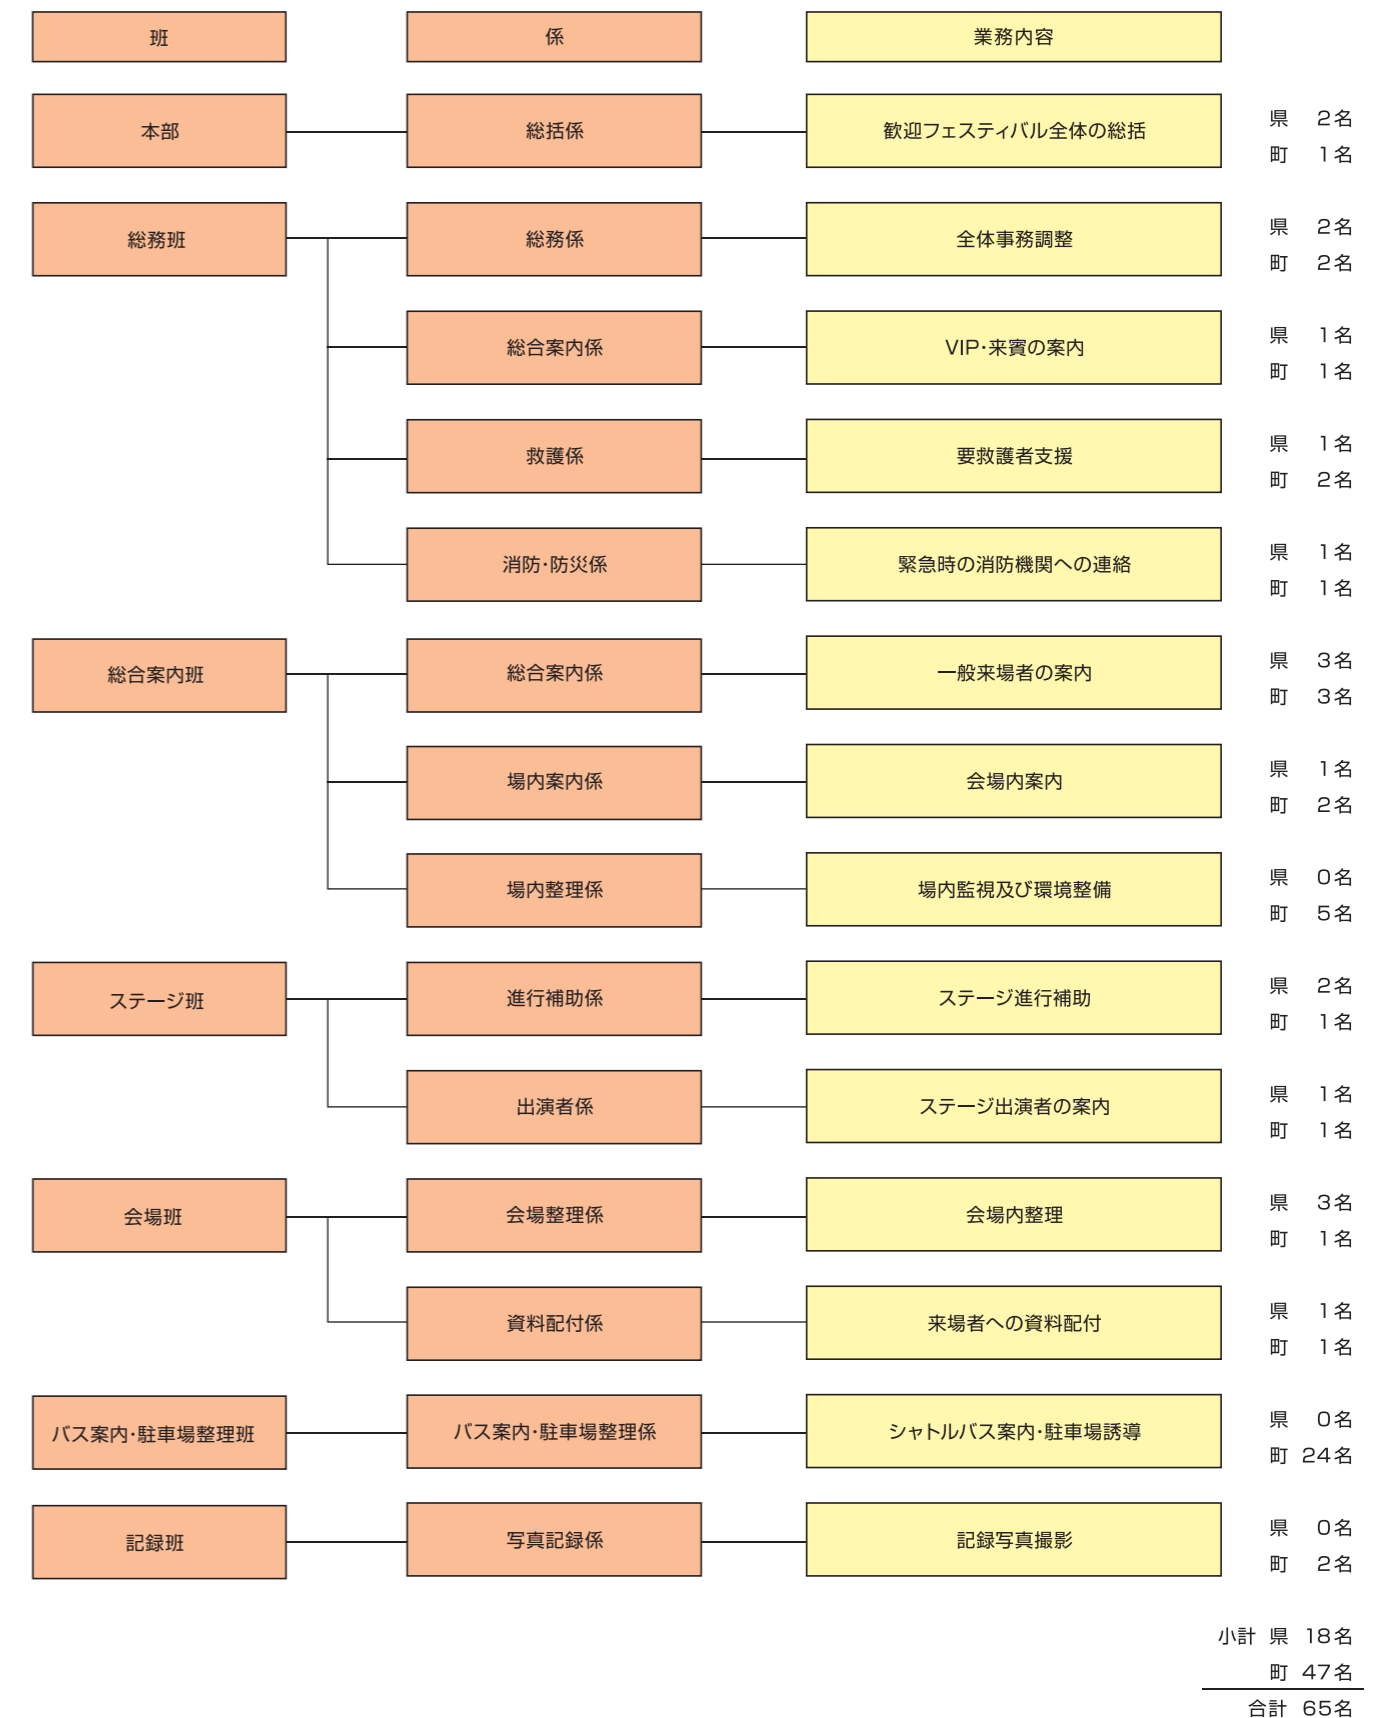 班 係 業務内容
本部 総括係 歓迎フェスティバル全体の総括 県 2名
町 1名
総務班 総務係 全体事務調整 県 2名
町 2名
総合案内係 VIP・来賓の案内 県 1名
町 1名
救護係 要救護者支援 県 1名
町 2名
消防・防災係 緊急時の消防機関への連絡 県 1名
町 1名
総合案内班 総合案内係 一般来場者の案内 県 3名
町 3名
場内案内係 会場内案内 県 1名
町 2名
場内整理係 場内監視及び環境整備 県 0名
町 5名
ステージ班 進行補助係 ステージ進行補助 県 2名
町 1名
出演者係 ステージ出演者の案内 県 1名
町 1名
会場班 会場整理係 会場内整理 県 3名
町 1名
資料配付係 来場者への資料配付 県 1名
町 1名
バス案内・駐車場整理班 バス案内・駐車場整理係 シャトルバス案内・駐車場誘導 県 0名
町 24名
記録班 写真記録係 記録写真撮影 県 0名
町 2名
小計 県 18名
町 47名
合計 65名